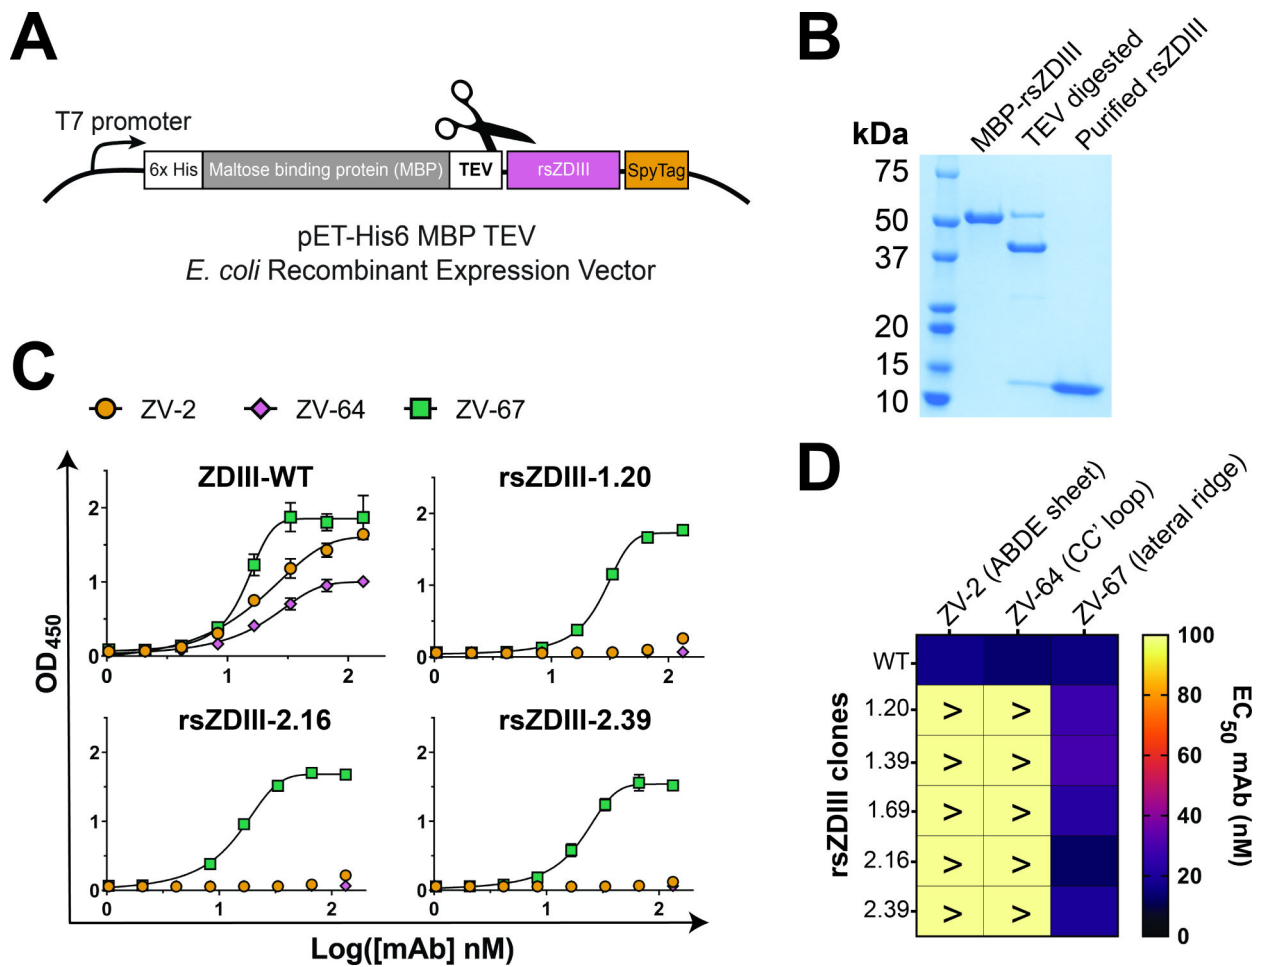 A
T7 promoter
6x His
Maltose binding protein (MBP)
TEV
rsZDIII
SpyTag
pET-His6 MBP TEV
E. coli Recombinant Expression Vector
B
kDa
MBP-rsZDIII
TEV digested
Purified rsZDIII
75
50
37
20
15
10
C
ZV-2
ZV-64
ZV-67
OD450
ZDIII-WT
2
1
0
0
1
2
rsZDIII-1.20
2
1
0
0
1
2
rsZDIII-2.16
2
1
0
0
1
2
rsZDIII-2.39
2
1
0
0
1
2
Log([mAb] nM)
D
ZV-2 (ABDE sheet)
ZV-64 (CC' loop)
ZV-67 (lateral ridge)
rsZDIII clones
WT
1.20 > >
1.39 > >
1.69 > >
2.16 > >
2.39 > >
100
80
60
40
20
0
EC50 mAb (nM)